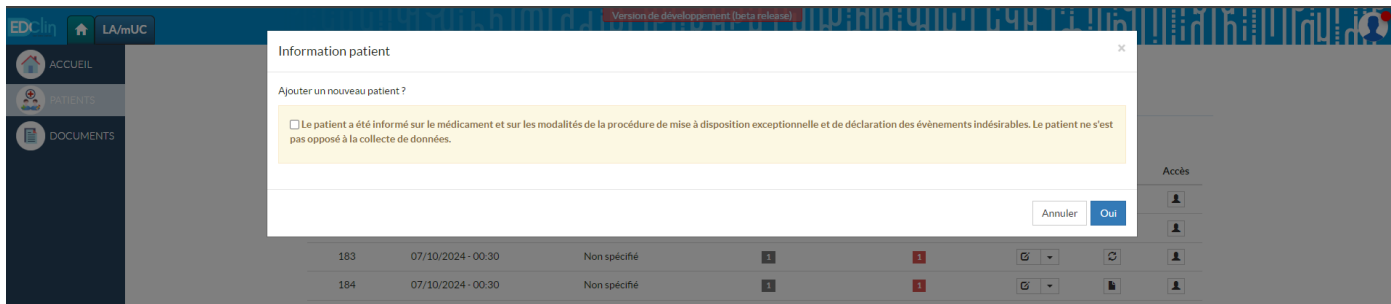 Version de développement (beta release)
EDClin
LA/mUC
ACCUEIL
PATIENTS
DOCUMENTS
Information patient
×
Ajouter un nouveau patient ?
Le patient a été informé sur le médicament et sur les modalités de la procédure de mise à disposition exceptionnelle et de déclaration des évènements indésirables. Le patient ne s'est
pas opposé à la collecte de données.
Annuler Oui
Accès
183 07/10/2024 - 00:30 Non spécifié 1 1
184 07/10/2024 - 00:30 Non spécifié 1 1